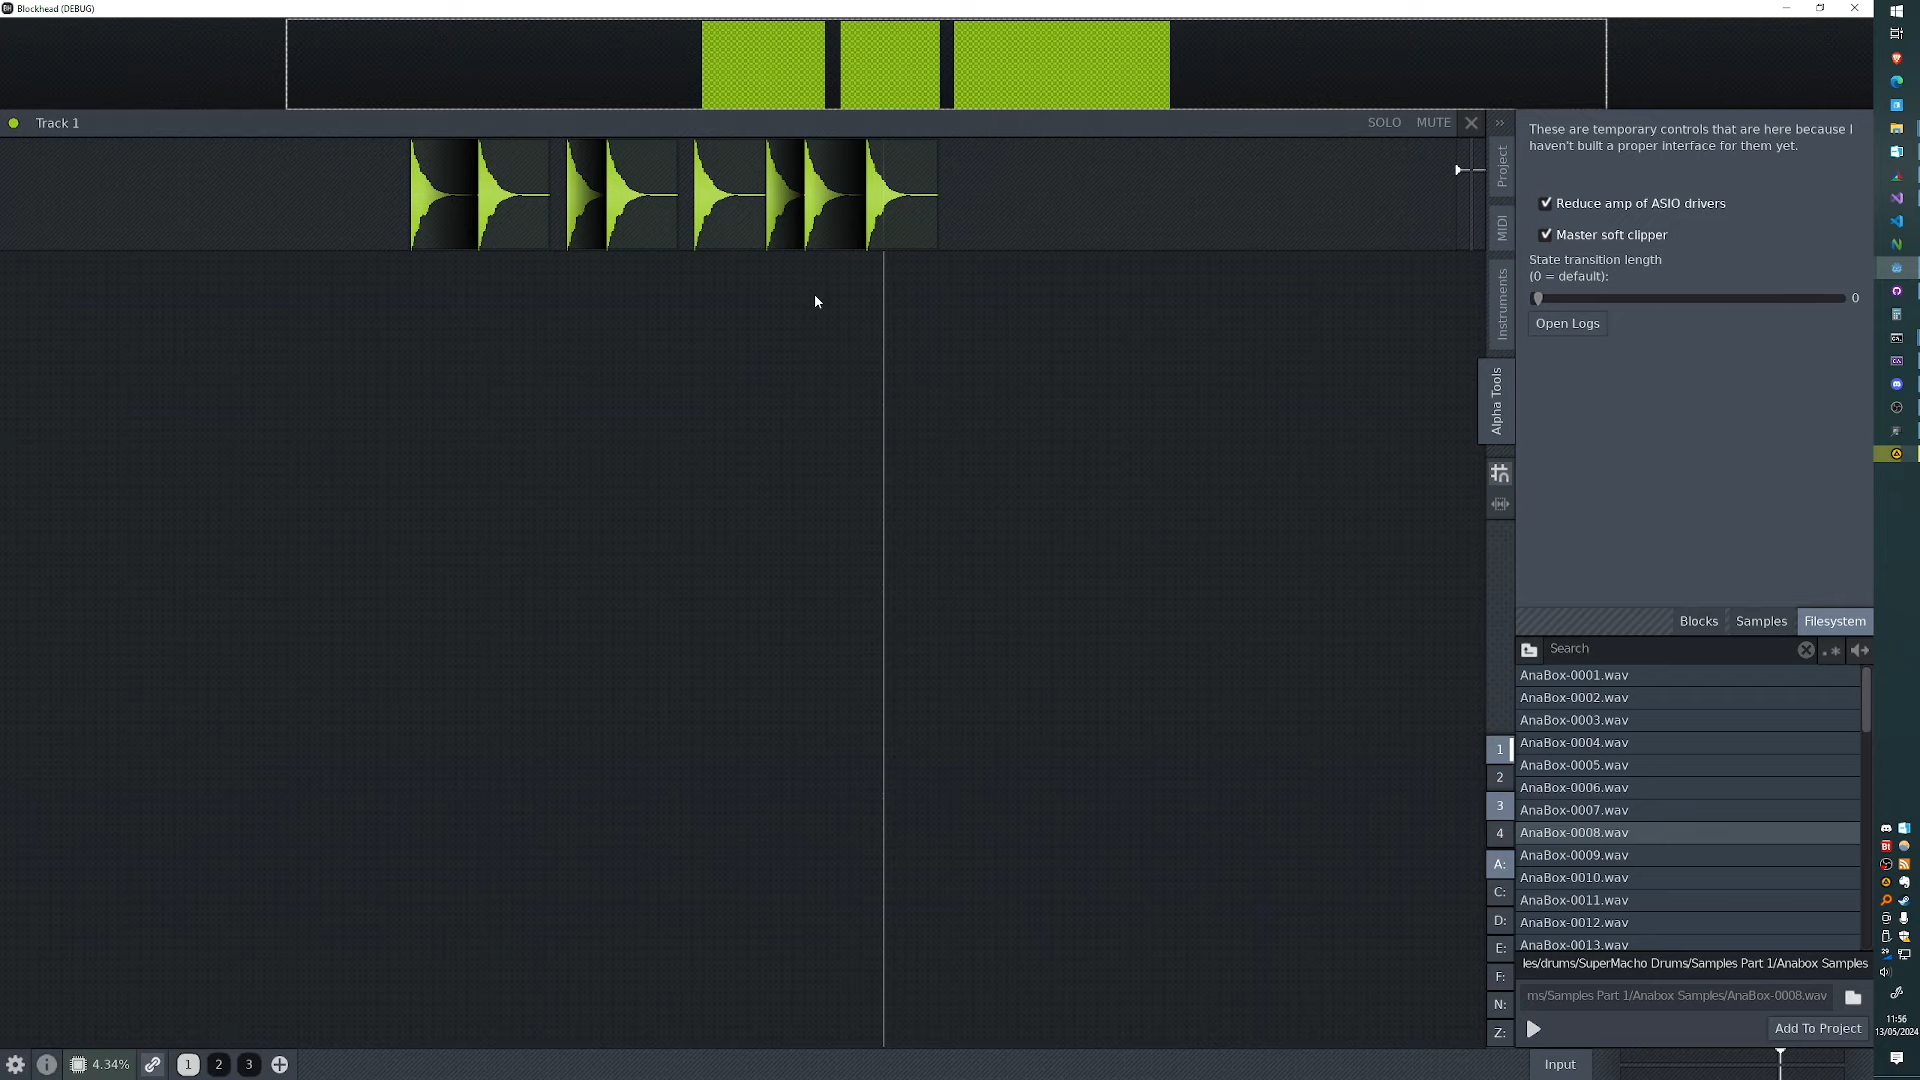 Blockhead (DEBUG)
Track 1
SOLO MUTE
Project
MIDI
Instruments
Alpha Tools
These are temporary controls that are here because I
haven't built a proper interface for them yet.
Reduce amp of ASIO drivers
Master soft clipper
State transition length
(0 = default):
0
Open Logs
Blocks Samples Filesystem
Search
AnaBox-0001.wav
AnaBox-0002.wav
AnaBox-0003.wav
AnaBox-0004.wav
AnaBox-0005.wav
AnaBox-0006.wav
AnaBox-0007.wav
AnaBox-0008.wav
AnaBox-0009.wav
AnaBox-0010.wav
AnaBox-0011.wav
AnaBox-0012.wav
AnaBox-0013.wav
1
2
3
4
A:
C:
D:
E:
F:
N:
Z:
les/drums/SuperMacho Drums/Samples Part 1/Anabox Samples
ms/Samples Part 1/Anabox Samples/AnaBox-0008.wav
Add To Project
4.34%
1 2 3
Input
29
11:56
13/05/2024